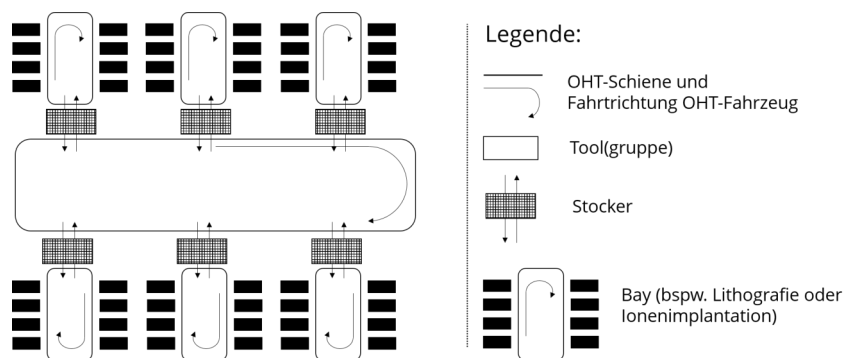 Legende:
OHT-Schiene und
Fahrtrichtung OHT-Fahrzeug
Tool(gruppe)
Stocker
Bay (bspw. Lithografie oder
Ionenimplantation)